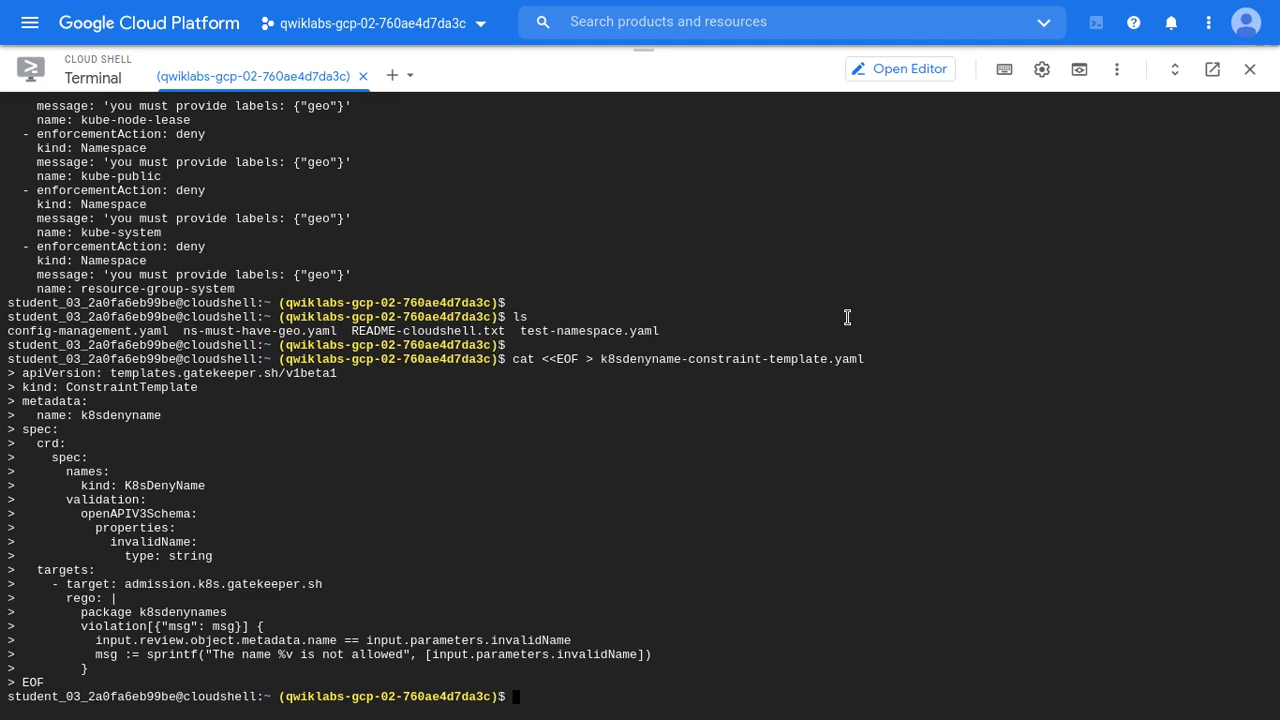 Google Cloud Platform
qwiklabs-gcp-02-760ae4d7da3c
Search products and resources
CLOUD SHELL
Terminal
(qwiklabs-gcp-02-760ae4d7da3c)
Open Editor
    message: 'you must provide labels: {"geo"}'
    name: kube-node-lease
  - enforcementAction: deny
    kind: Namespace
    message: 'you must provide labels: {"geo"}'
    name: kube-public
  - enforcementAction: deny
    kind: Namespace
    message: 'you must provide labels: {"geo"}'
    name: kube-system
  - enforcementAction: deny
    kind: Namespace
    message: 'you must provide labels: {"geo"}'
    name: resource-group-system
student_03_2a0fa6eb99be@cloudshell:~ (qwiklabs-gcp-02-760ae4d7da3c)$
student_03_2a0fa6eb99be@cloudshell:~ (qwiklabs-gcp-02-760ae4d7da3c)$ ls
config-management.yaml  ns-must-have-geo.yaml  README-cloudshell.txt  test-namespace.yaml
student_03_2a0fa6eb99be@cloudshell:~ (qwiklabs-gcp-02-760ae4d7da3c)$
student_03_2a0fa6eb99be@cloudshell:~ (qwiklabs-gcp-02-760ae4d7da3c)$ cat <<EOF > k8sdenyname-constraint-template.yaml
> apiVersion: templates.gatekeeper.sh/v1beta1
> kind: ConstraintTemplate
> metadata:
>   name: k8sdenyname
> spec:
>   crd:
>     spec:
>       names:
>         kind: K8sDenyName
>       validation:
>         openAPIV3Schema:
>           properties:
>             invalidName:
>               type: string
>   targets:
>     - target: admission.k8s.gatekeeper.sh
>       rego: |
>         package k8sdenynames
>         violation[{"msg": msg}] {
>           input.review.object.metadata.name == input.parameters.invalidName
>           msg := sprintf("The name %v is not allowed", [input.parameters.invalidName])
>         }
> EOF
student_03_2a0fa6eb99be@cloudshell:~ (qwiklabs-gcp-02-760ae4d7da3c)$